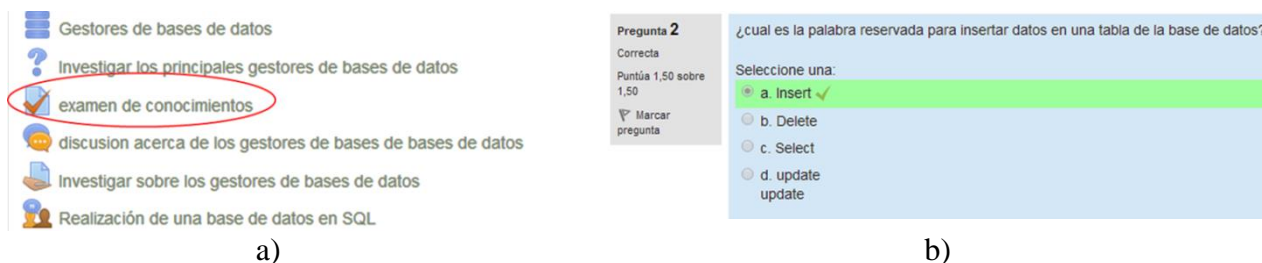 Gestores de bases de datos
Investigar los principales gestores de bases de datos
examen de conocimientos
discusion acerca de los gestores de bases de bases de datos
Investigar sobre los gestores de bases de datos
Realización de una base de datos en SQL
a)
Pregunta 2
Correcta
Puntúa 1,50 sobre
1,50
Marcar
pregunta
¿cual es la palabra reservada para insertar datos en una tabla de la base de datos?
Seleccione una:
a. Insert
b. Delete
c. Select
d. update
update
b)